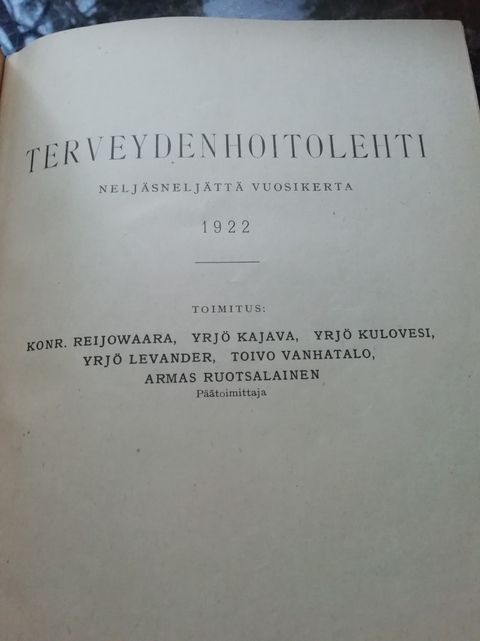 TERVEYDENHOITOLEHTI
NELJÄSNELJÄTTÄ VUOSIKERTA
1922
TOIMITUS:
KONR. REIJOWAARA, YRJÖ KAJAVA, YRJÖ KULOVESI,
YRJÖ LEVANDER, TOIVO VANHATALO,
ARMAS RUOTSALAINEN
Päätoimittaja